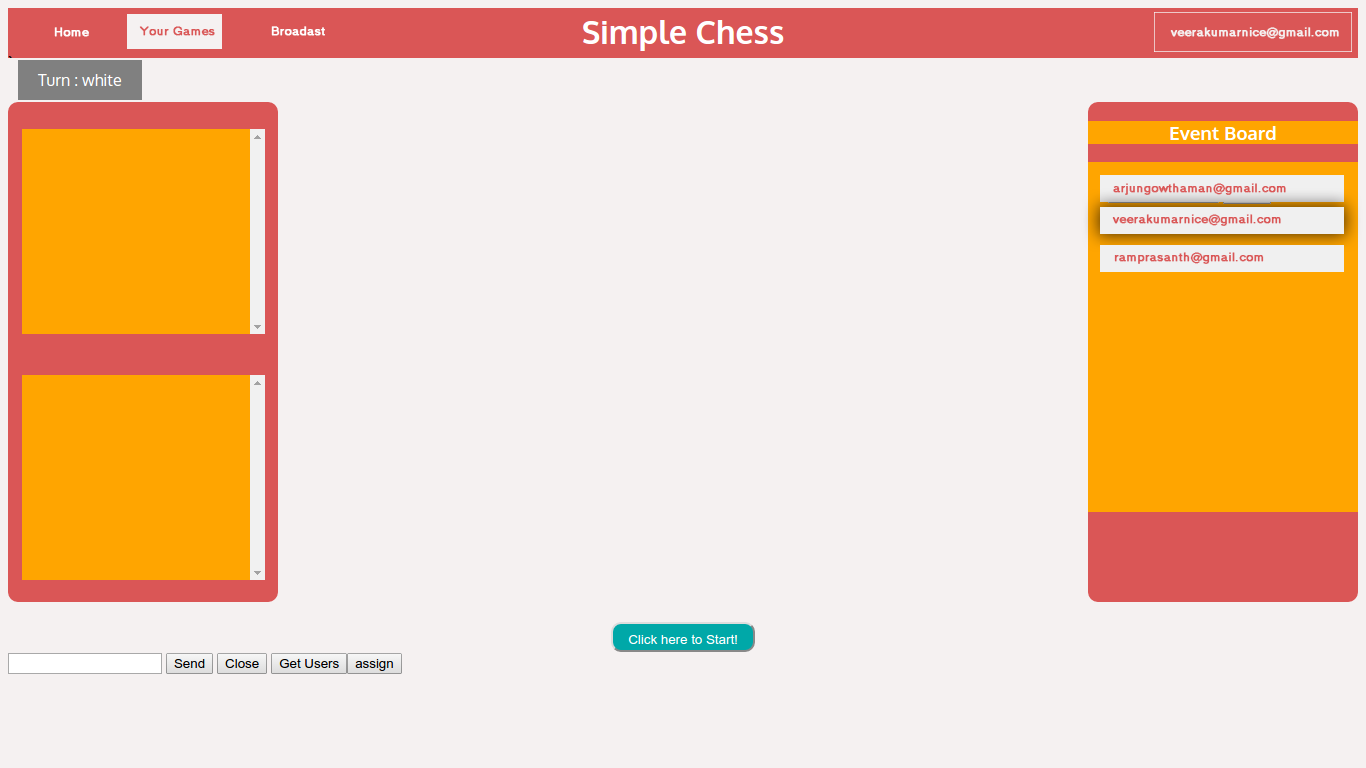 Home Your Games Broadast Simple Chess veerakumarnice@gmail.com
Turn : white
Event Board
arjungowthaman@gmail.com
veerakumarnice@gmail.com
ramprasanth@gmail.com
Click here to Start!
Send Close Get Users assign